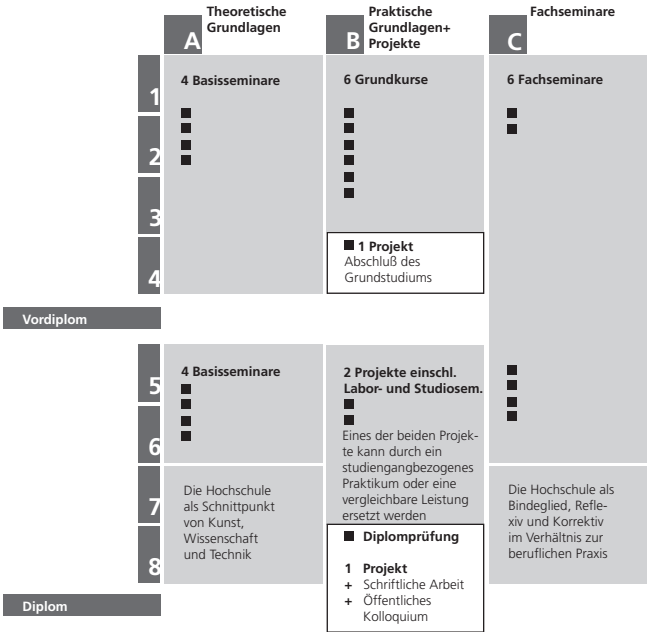 A
Theoretische
Grundlagen
B
Praktische
Grundlagen+
Projekte
C
Fachseminare
1
2
3
4
4 Basisseminare
6 Grundkurse
6 Fachseminare
1 Projekt
Abschluß des
Grundstudiums
Vordiplom
5
6
7
8
4 Basisseminare
2 Projekte einschl.
Labor- und Studiosem.
Eines der beiden Projek-
te kann durch ein
studiengangbezogenes
Praktikum oder eine
vergleichbare Leistung
ersetzt werden
Die Hochschule
als Schnittpunkt
von Kunst,
Wissenschaft
und Technik
Die Hochschule als
Bindeglied, Refle-
xiv und Korrektiv
im Verhältnis zur
beruflichen Praxis
Diplomprüfung
1 Projekt
+ Schriftliche Arbeit
+ Öffentliches
Kolloquium
Diplom